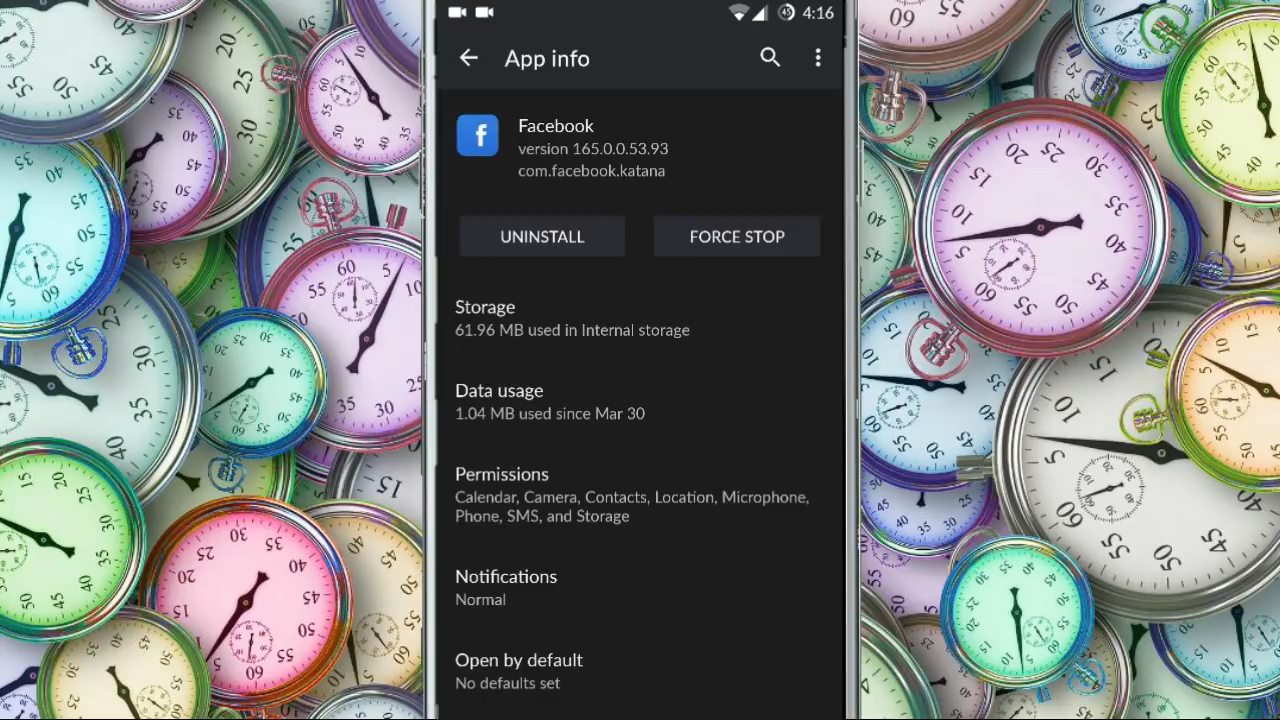 45 4:16
App info
Facebook
version 165.0.0.53.93
com.facebook.katana
UNINSTALL
FORCE STOP
Storage
61.96 MB used in Internal storage
Data usage
1.04 MB used since Mar 30
Permissions
Calendar, Camera, Contacts, Location, Microphone,
Phone, SMS, and Storage
Notifications
Normal
Open by default
No defaults set